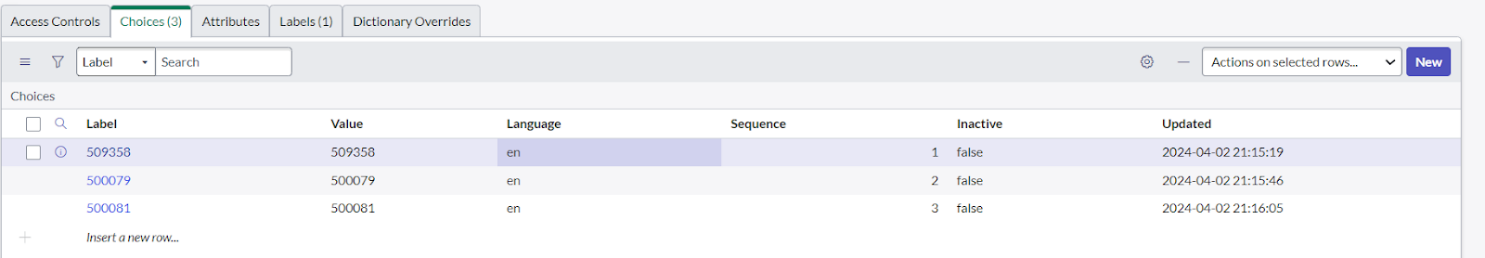 Access Controls Choices (3) Attributes Labels (1) Dictionary Overrides
Label Search Actions on selected rows... New
Choices
Label Value Language Sequence Inactive Updated
509358 509358 en 1 false 2024-04-02 21:15:19
500079 500079 en 2 false 2024-04-02 21:15:46
500081 500081 en 3 false 2024-04-02 21:16:05
Insert a new row...